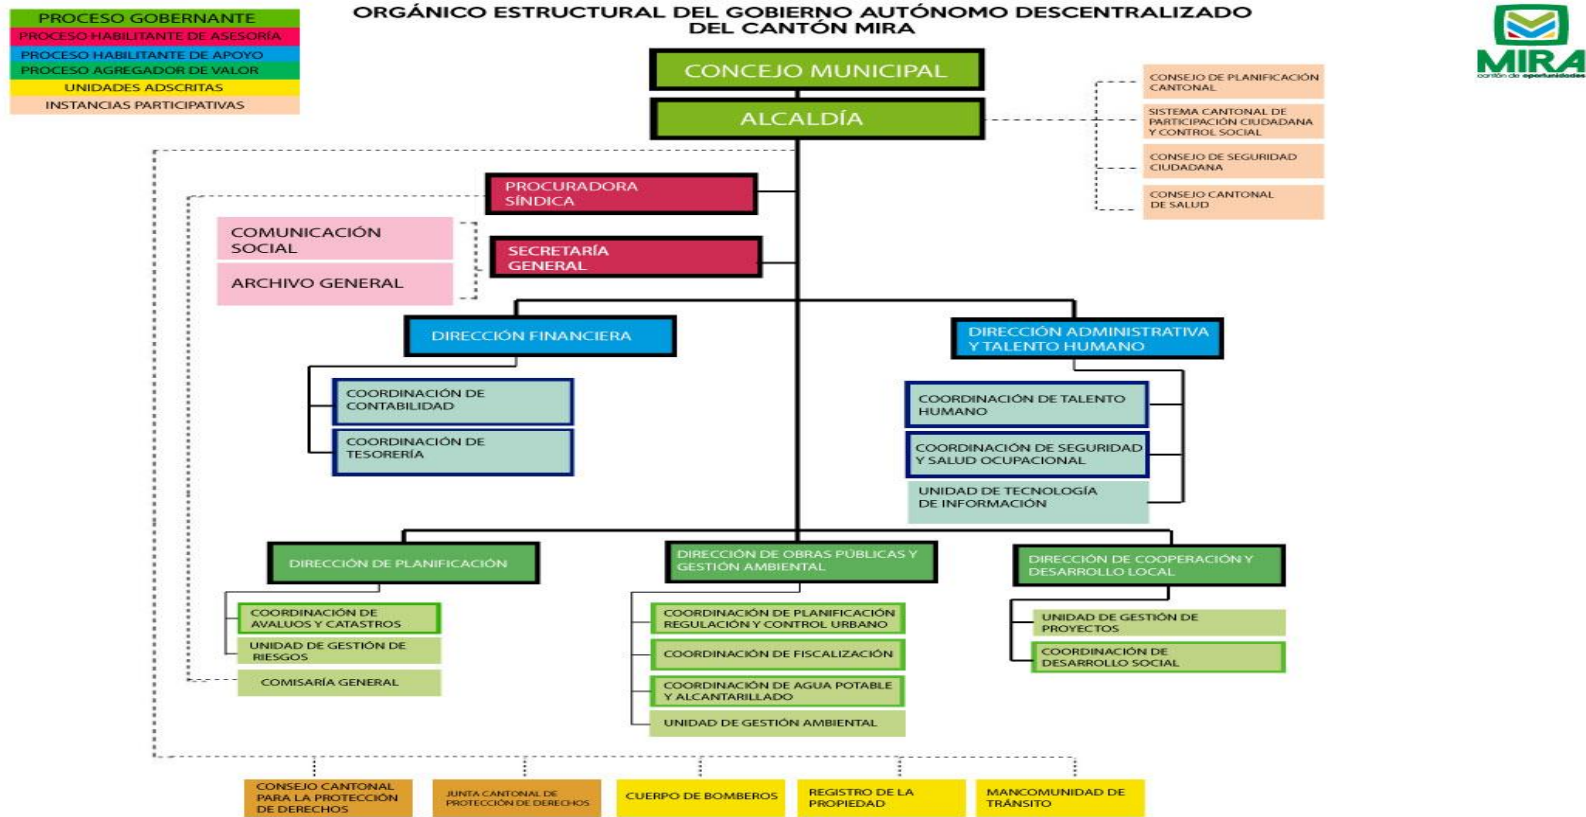 ORGÁNICO ESTRUCTURAL DEL GOBIERNO AUTÓNOMO DESCENTRALIZADO
DEL CANTÓN MIRA
PROCESO GOBERNANTE
PROCESO HABILITANTE DE ASESORÍA
PROCESO HABILITANTE DE APOYO
PROCESO AGREGADOR DE VALOR
UNIDADES ADSCRITAS
INSTANCIAS PARTICIPATIVAS
MIRA
cantón de oportunidades
CONCEJO MUNICIPAL
ALCALDÍA
CONSEJO DE PLANIFICACIÓN
CANTONAL
SISTEMA CANTONAL DE
PARTICIPACIÓN CIUDADANA
Y CONTROL SOCIAL
CONSEJO DE SEGURIDAD
CIUDADANA
CONSEJO CANTONAL
DE SALUD
PROCURADORA
SÍNDICA
COMUNICACIÓN
SOCIAL
ARCHIVO GENERAL
SECRETARÍA
GENERAL
DIRECCIÓN FINANCIERA
COORDINACIÓN DE
CONTABILIDAD
COORDINACIÓN DE
TESORERÍA
DIRECCIÓN ADMINISTRATIVA
Y TALENTO HUMANO
COORDINACIÓN DE TALENTO
HUMANO
COORDINACIÓN DE SEGURIDAD
Y SALUD OCUPACIONAL
UNIDAD DE TECNOLOGÍA
DE INFORMACIÓN
DIRECCIÓN DE PLANIFICACIÓN
COORDINACIÓN DE
AVALUOS Y CATASTROS
UNIDAD DE GESTIÓN DE
RIESGOS
COMISARÍA GENERAL
DIRECCIÓN DE OBRAS PÚBLICAS Y
GESTIÓN AMBIENTAL
COORDINACIÓN DE PLANIFICACIÓN
REGULACIÓN Y CONTROL URBANO
COORDINACIÓN DE FISCALIZACIÓN
COORDINACIÓN DE AGUA POTABLE
Y ALCANTARILLADO
UNIDAD DE GESTIÓN AMBIENTAL
DIRECCIÓN DE COOPERACIÓN Y
DESARROLLO LOCAL
UNIDAD DE GESTIÓN DE
PROYECTOS
COORDINACIÓN DE
DESARROLLO SOCIAL
CONSEJO CANTONAL
PARA LA PROTECCIÓN
DE DERECHOS
JUNTA CANTONAL DE
PROTECCIÓN DE DERECHOS
CUERPO DE BOMBEROS
REGISTRO DE LA
PROPIEDAD
MANCOMUNIDAD DE
TRÁNSITO